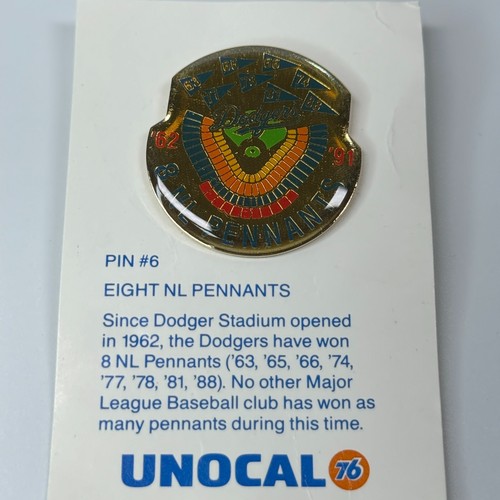 Dodgers
'62 '91
8 NL PENNANTS
PIN #6
EIGHT NL PENNANTS
Since Dodger Stadium opened
in 1962, the Dodgers have won
8 NL Pennants ('63, '65, '66, '74,
'77, '78, '81, '88). No other Major
League Baseball club has won as
many pennants during this time.
UNOCAL 76